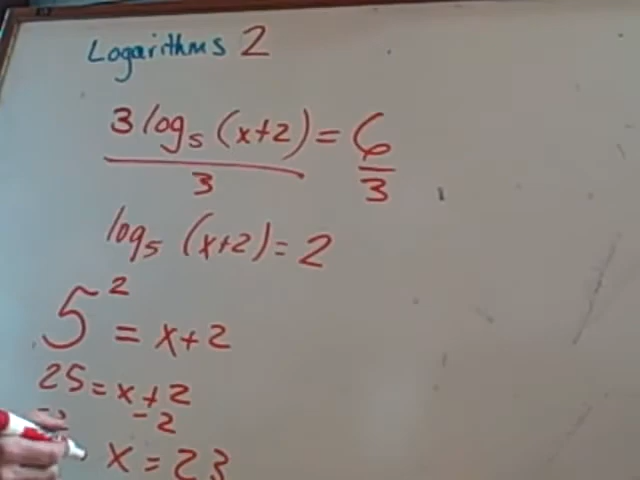 Logarithms 2
3 log₅ (x+2) = 6
3 3
log₅ (x+2) = 2
5² = x+2
25 = x+2
-2
x = 23